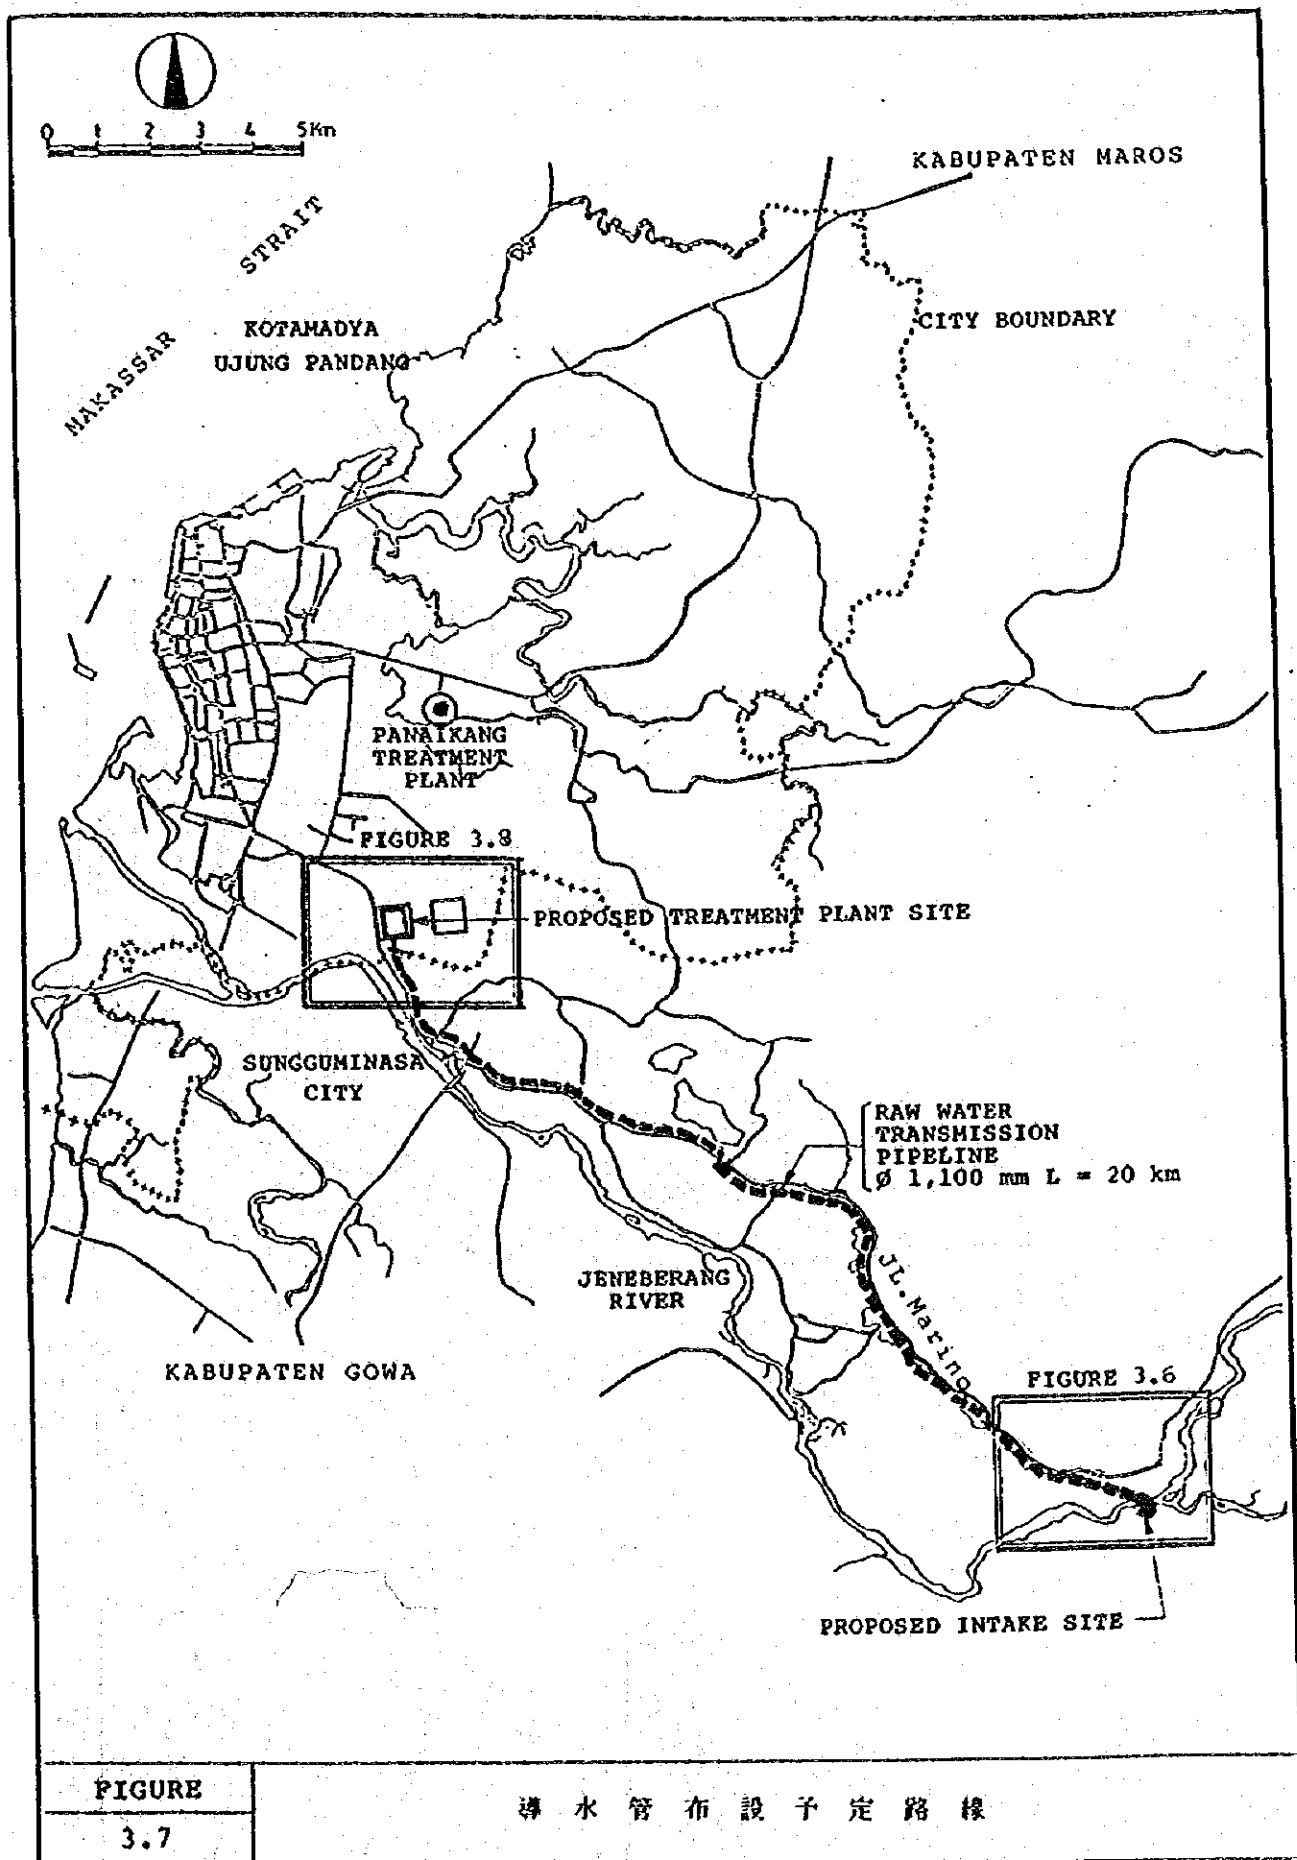 0 1 2 3 4 5Km
KABUPATEN MAROS
MAKASSAR STRAIT
KOTAMADYA
UJUNG PANDANG
CITY BOUNDARY
PANAIKANG
TREATMENT
PLANT
FIGURE 3.8
PROPOSED TREATMENT PLANT SITE
SUNGGUMINASA
CITY
RAW WATER
TRANSMISSION
PIPELINE
Ø 1,100 mm L = 20 km
JENEBERANG
RIVER
JL.Marino
KABUPATEN GOWA
FIGURE 3.6
PROPOSED INTAKE SITE
FIGURE
3.7
導水管布設予定路線